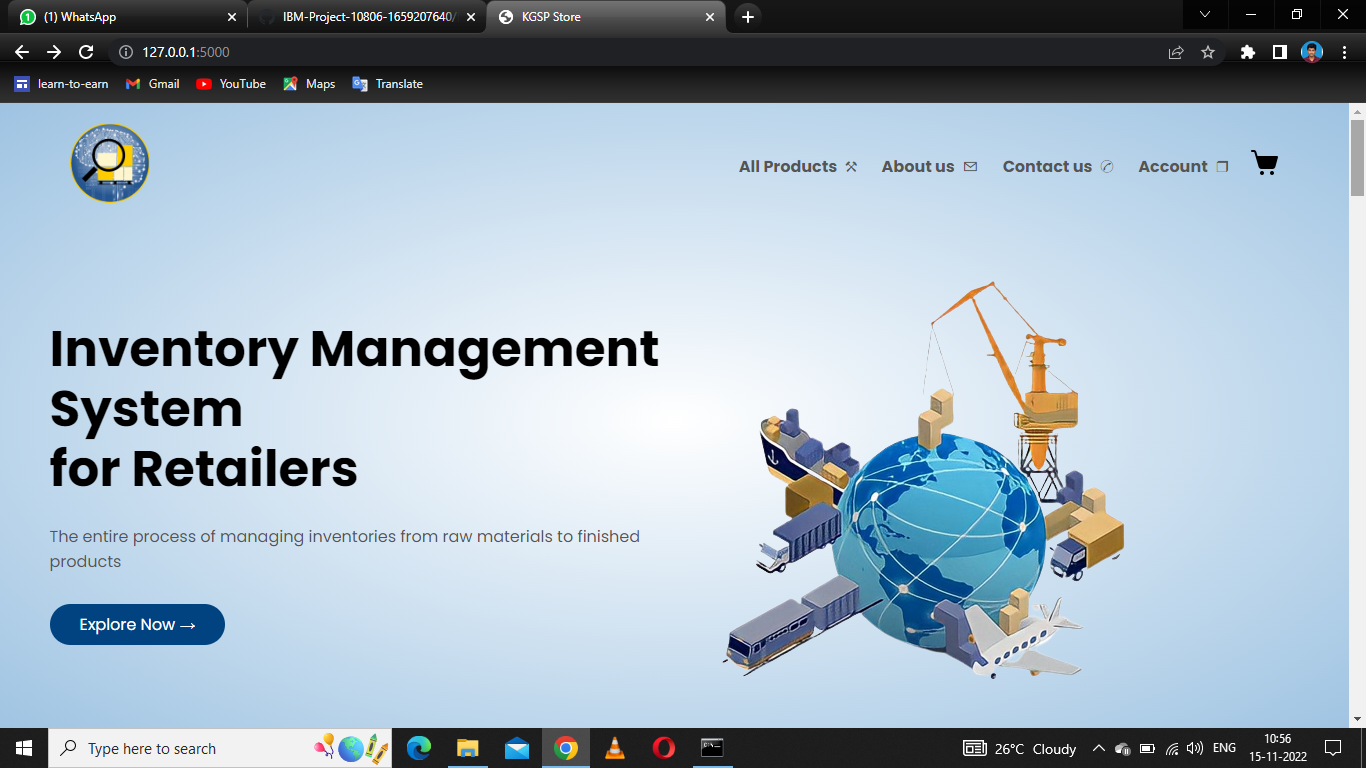 (1) WhatsApp
IBM-Project-10806-1659207640/
KGSP Store
127.0.0.1:5000
learn-to-earn
Gmail
YouTube
Maps
Translate
All Products
About us
Contact us
Account
Inventory Management
System
for Retailers
The entire process of managing inventories from raw materials to finished
products
Explore Now →
Type here to search
26°C Cloudy
ENG
10:56
15-11-2022